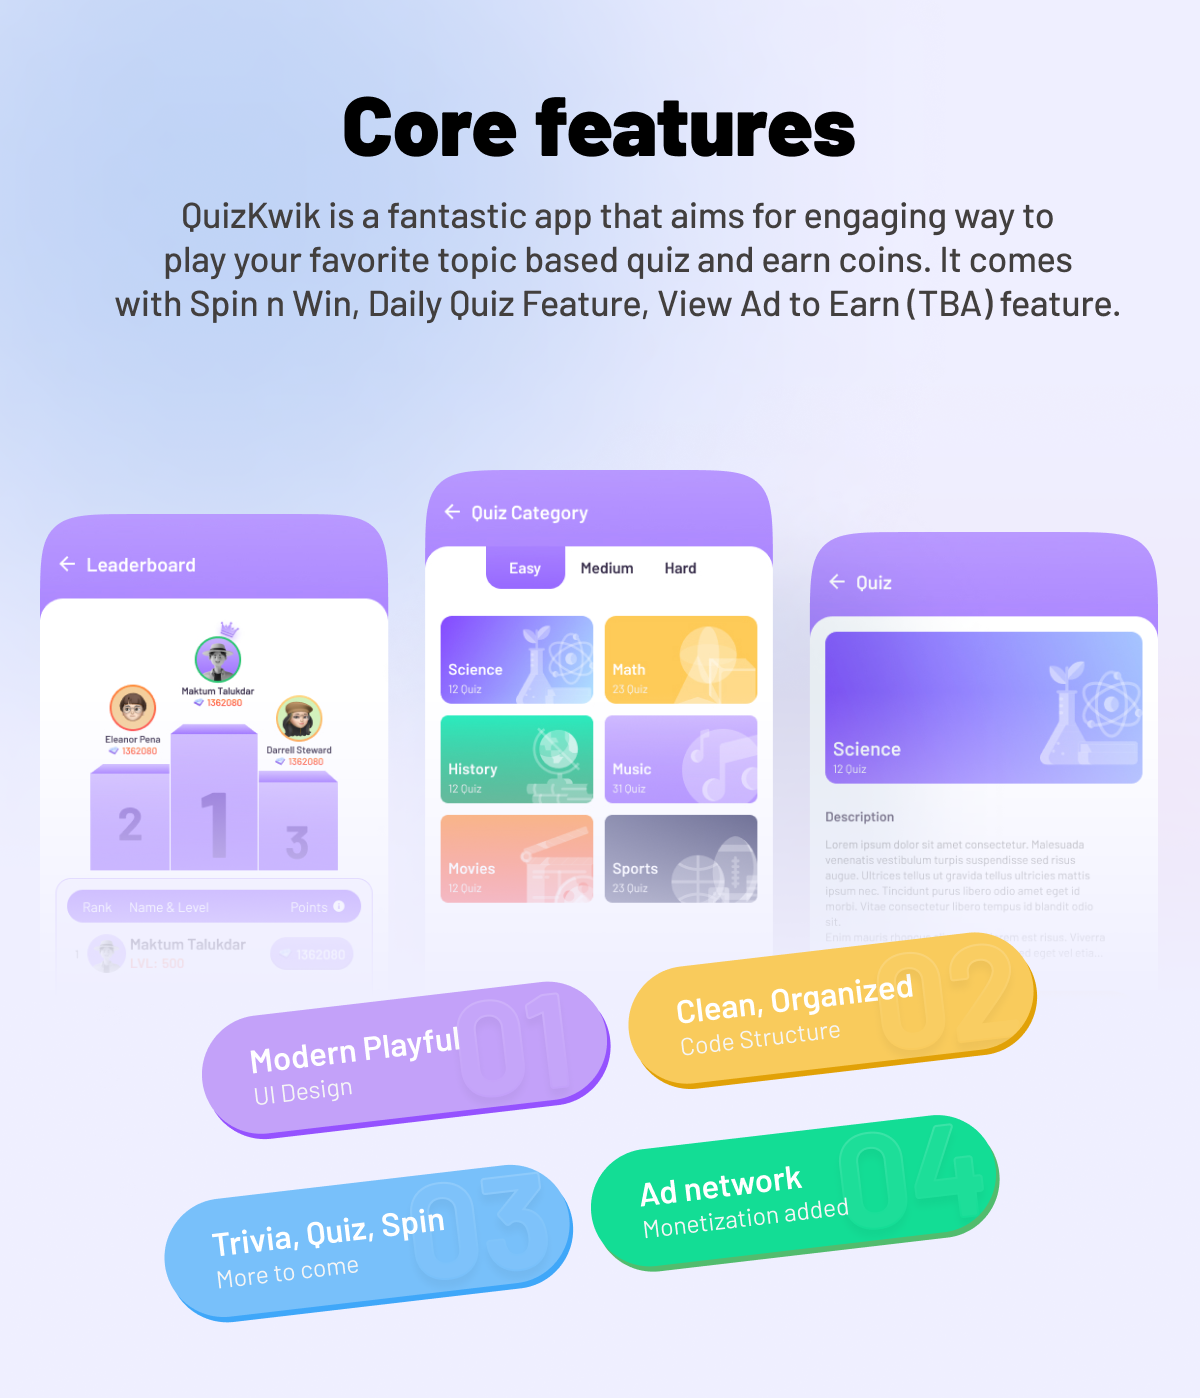 Core features
QuizKwik is a fantastic app that aims for engaging way to
play your favorite topic based quiz and earn coins. It comes
with Spin n Win, Daily Quiz Feature, View Ad to Earn (TBA) feature.
Leaderboard
Maktum Talukdar
1362080
Eleanor Pena
1362080
Darrell Steward
1362080
2
1
3
Rank Name & Level Points
1 Maktum Talukdar 1362080
LVL: 500
Quiz Category
Easy Medium Hard
Science
12 Quiz
Math
23 Quiz
History
12 Quiz
Music
31 Quiz
Movies
12 Quiz
Sports
23 Quiz
Quiz
Science
12 Quiz
Description
Lorem ipsum dolor sit amet consectetur. Malesuada
venenatis vestibulum turpis suspendisse sed risus
augue. Ultrices tellus ut gravida tellus ultricies mattis
ipsum nec. Tincidunt purus libero odio amet eget id
morbi. Vitae consectetur libero tempus id blandit odio
sit.
Enim mauris rhoncus em est risus. Viverra
d eget vel
01
Modern Playful
UI Design
02
Clean, Organized
Code Structure
03
Trivia, Quiz, Spin
More to come
04
Ad network
Monetization added